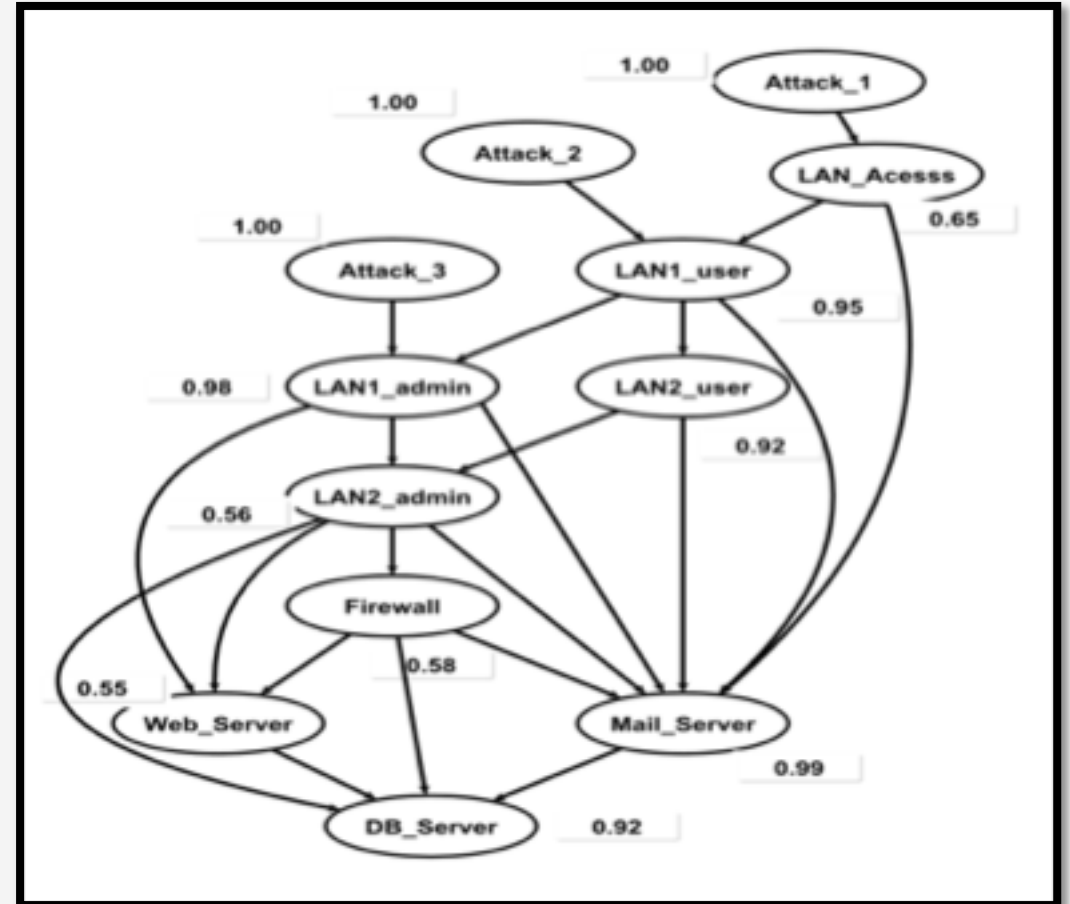 1.00
Attack_1
1.00
Attack_2
LAN_Acesss
0.65
1.00
Attack_3
LAN1_user
0.95
0.98
LAN1_admin
LAN2_user
0.92
LAN2_admin
0.56
Firewall
0.58
0.55
Web_Server
Mail_Server
0.99
DB_Server
0.92